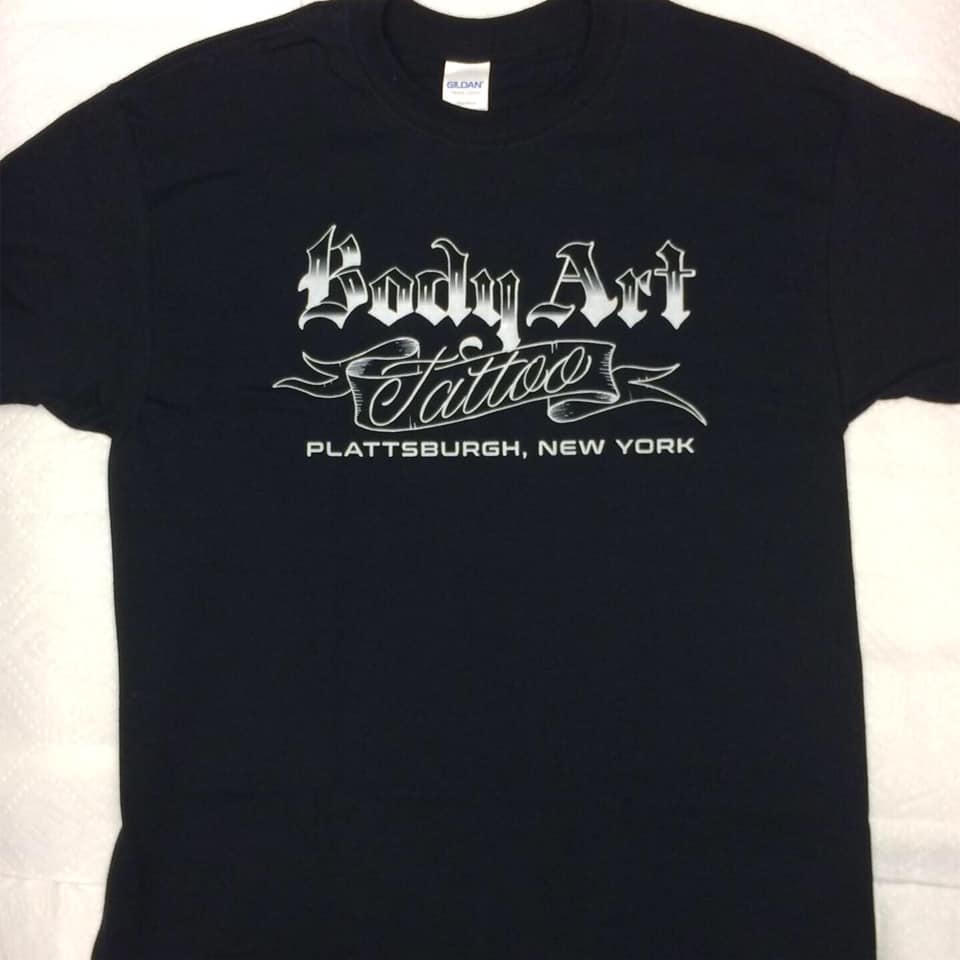 GILDAN
Body Art
Tattoo
PLATTSBURGH, NEW YORK